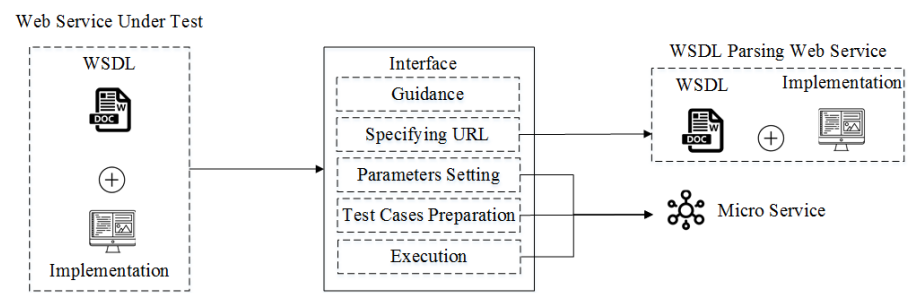 Web Service Under Test
WSDL
W
DOC
Implementation
Interface
Guidance
Specifying URL
Parameters Setting
Test Cases Preparation
Execution
WSDL Parsing Web Service
WSDL
Implementation
W
DOC
Micro Service